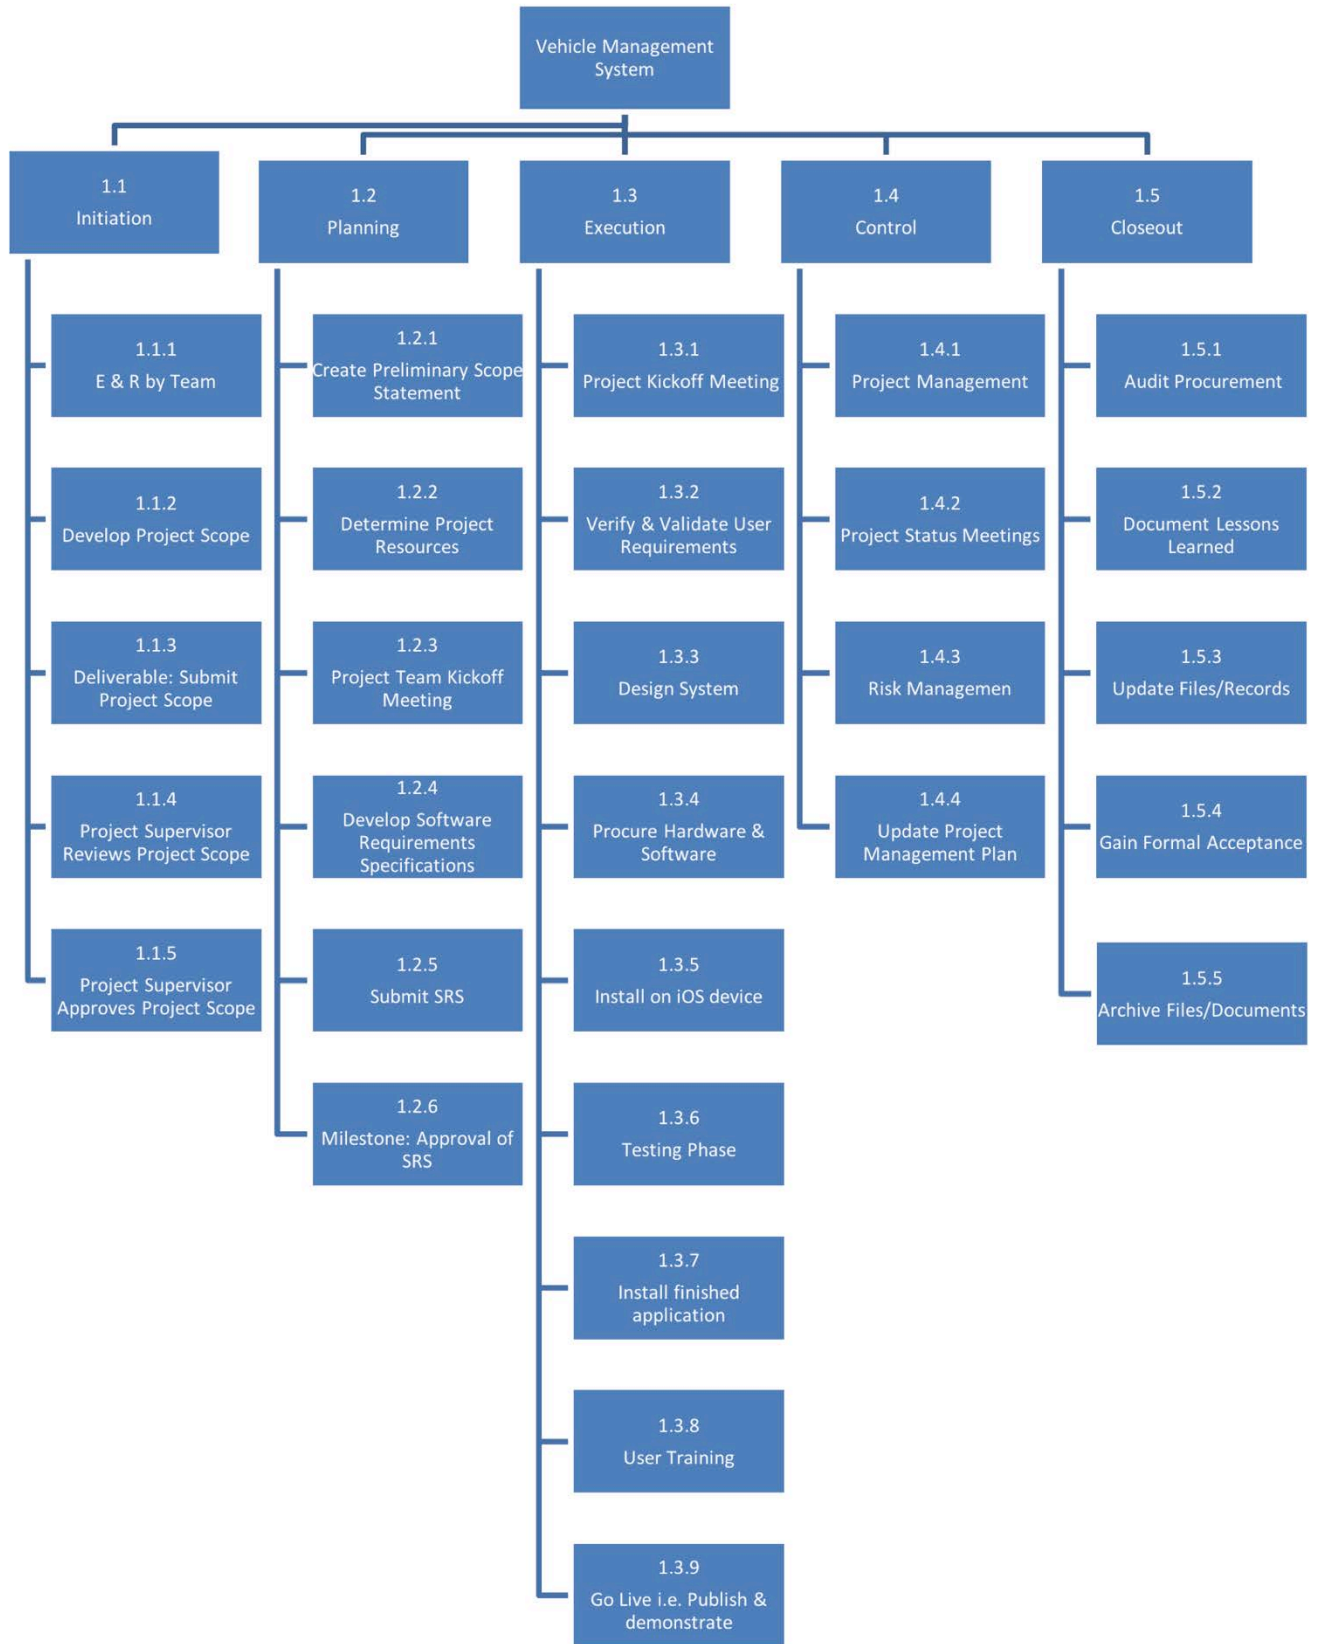 Vehicle Management
System
1.1
Initiation
1.2
Planning
1.3
Execution
1.4
Control
1.5
Closeout
1.1.1
E & R by Team
1.1.2
Develop Project Scope
1.1.3
Deliverable: Submit
Project Scope
1.1.4
Project Supervisor
Reviews Project Scope
1.1.5
Project Supervisor
Approves Project Scope
1.2.1
Create Preliminary Scope
Statement
1.2.2
Determine Project
Resources
1.2.3
Project Team Kickoff
Meeting
1.2.4
Develop Software
Requirements
Specifications
1.2.5
Submit SRS
1.2.6
Milestone: Approval of
SRS
1.3.1
Project Kickoff Meeting
1.3.2
Verify & Validate User
Requirements
1.3.3
Design System
1.3.4
Procure Hardware &
Software
1.3.5
Install on iOS device
1.3.6
Testing Phase
1.3.7
Install finished
application
1.3.8
User Training
1.3.9
Go Live i.e. Publish &
demonstrate
1.4.1
Project Management
1.4.2
Project Status Meetings
1.4.3
Risk Managemen
1.4.4
Update Project
Management Plan
1.5.1
Audit Procurement
1.5.2
Document Lessons
Learned
1.5.3
Update Files/Records
1.5.4
Gain Formal Acceptance
1.5.5
Archive Files/Documents